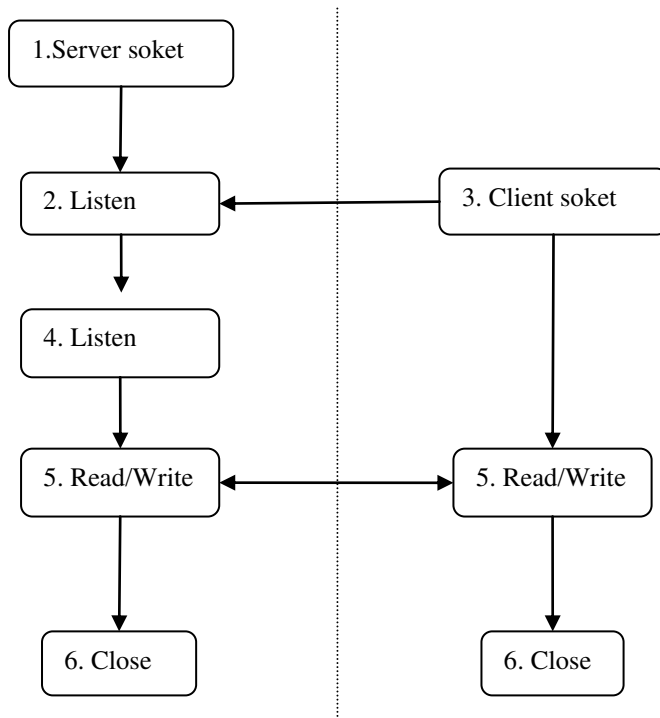 1.Server soket
2. Listen
3. Client soket
4. Listen
5. Read/Write
5. Read/Write
6. Close
6. Close